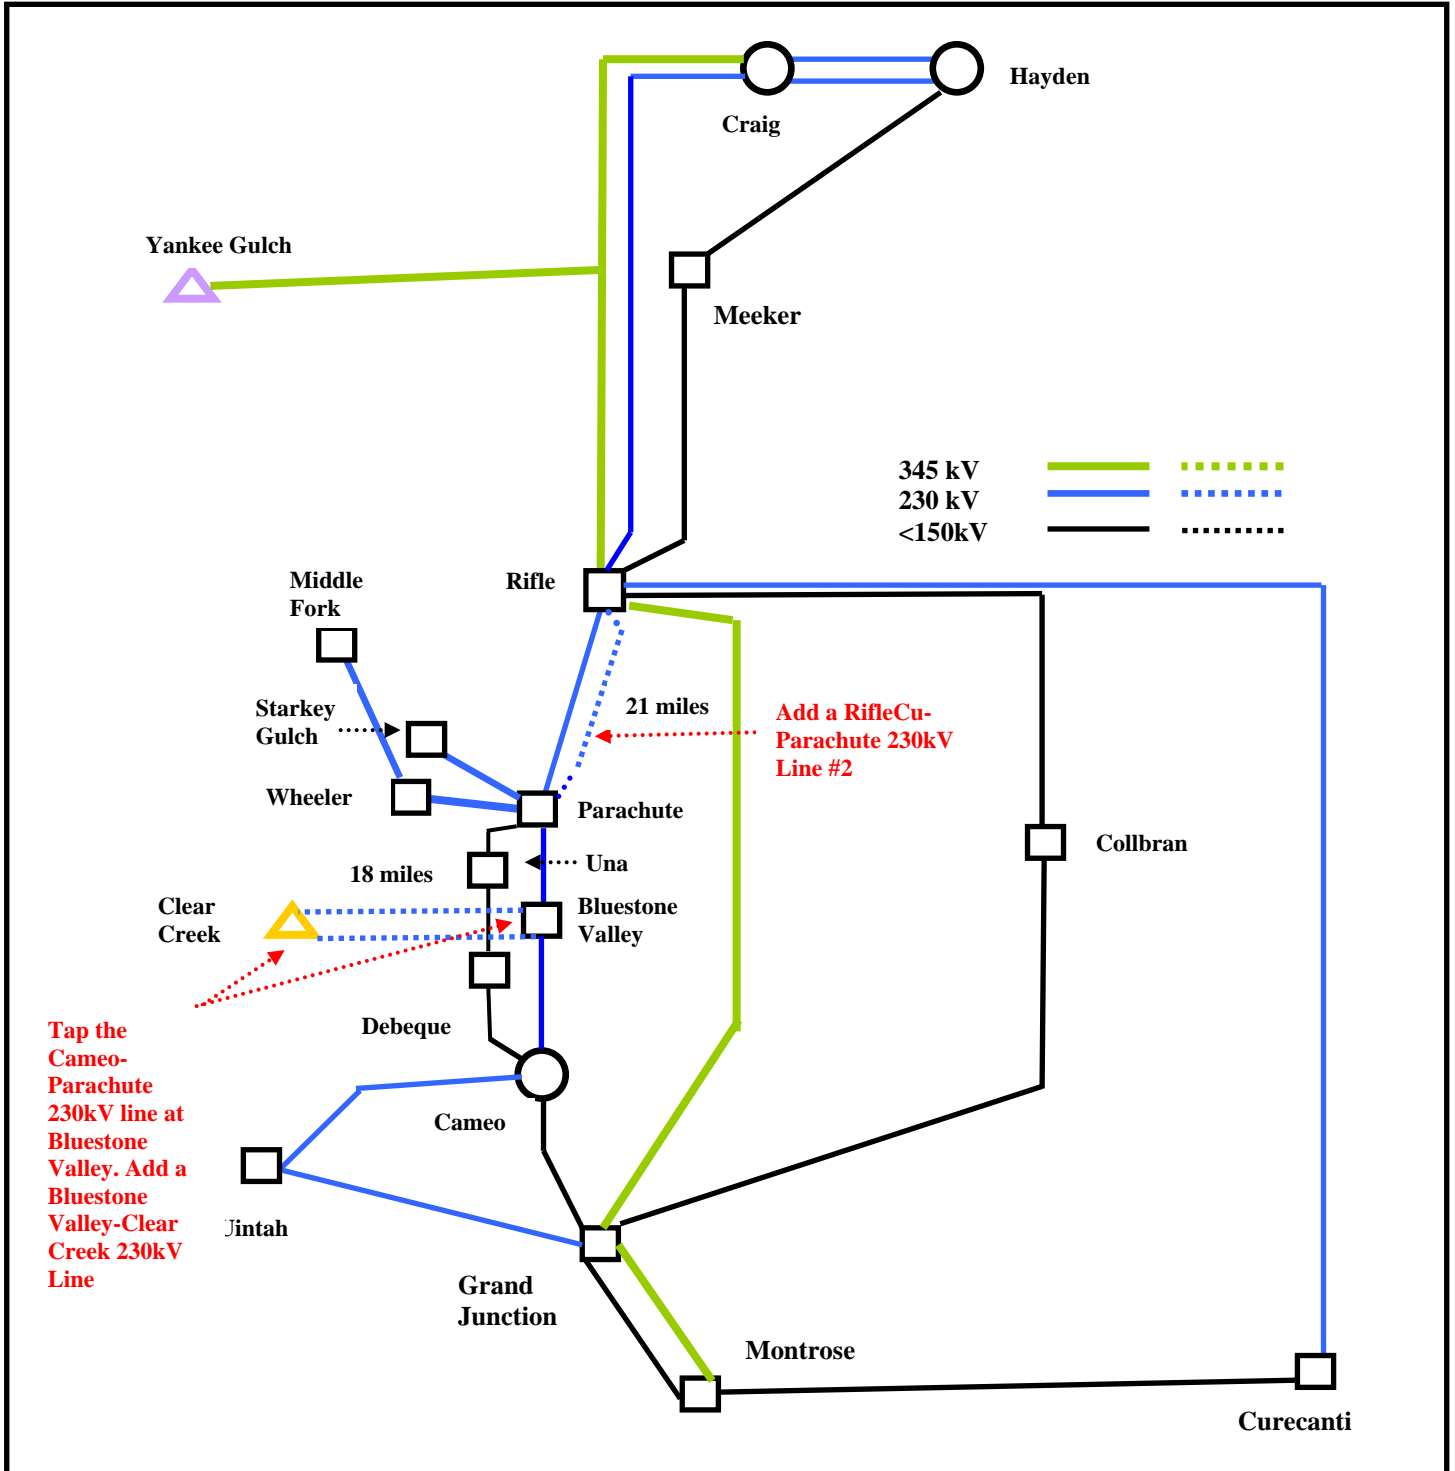 Hayden
Craig
Yankee Gulch
Meeker
345 kV
230 kV
<150kV
Middle
Fork
Rifle
Starkey
Gulch
21 miles
Add a RifleCu-
Parachute 230kV
Line #2
Wheeler
Parachute
Collbran
18 miles
Una
Clear
Creek
Bluestone
Valley
Debeque
Tap the
Cameo-
Parachute
230kV line at
Bluestone
Valley. Add a
Bluestone
Valley-Clear
Creek 230kV
Line
Cameo
Uintah
Grand
Junction
Montrose
Curecanti